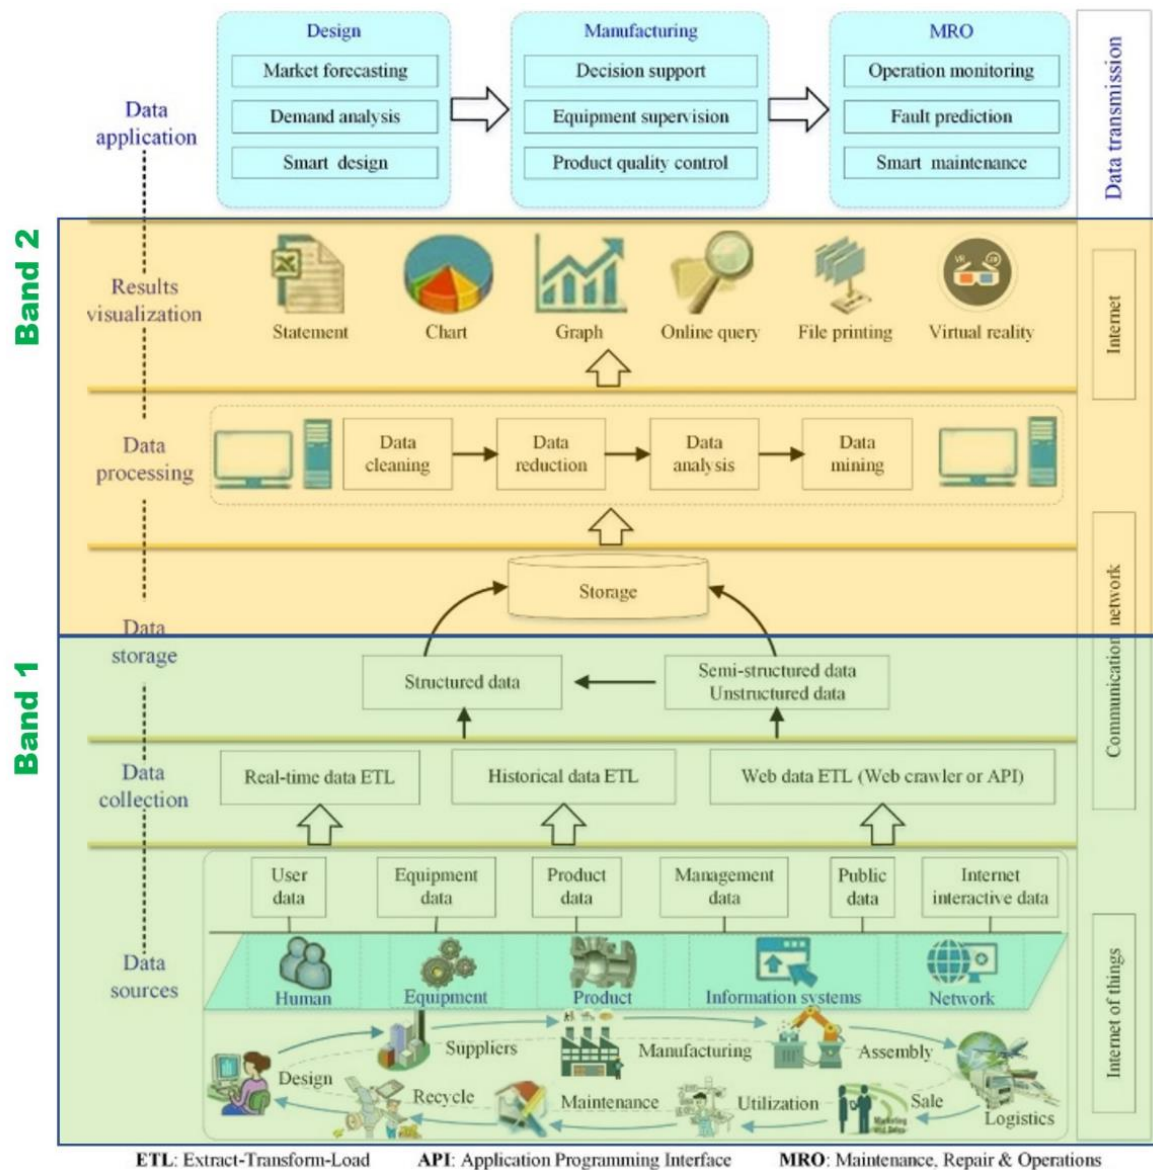 Design
Market forecasting
Demand analysis
Smart design
Manufacturing
Decision support
Equipment supervision
Product quality control
MRO
Operation monitoring
Fault prediction
Smart maintenance
Data
application
Data transmission
Band 2
Results
visualization
Statement
Chart
Graph
Online query
File printing
VR
Virtual reality
Internet
Data
processing
Data
cleaning
Data
reduction
Data
analysis
Data
mining
Storage
Communication network
Band 1
Data
storage
Structured data
Semi-structured data
Unstructured data
Data
collection
Real-time data ETL
Historical data ETL
Web data ETL (Web crawler or API)
Data
sources
User
data
Equipment
data
Product
data
Management
data
Public
data
Internet
interactive data
Human
Equipment
Product
Information systems
Network
Internet of things
Suppliers
Manufacturing
Assembly
Design
Recycle
Maintenance
Utilization
Sale
Logistics
ETL: Extract-Transform-Load
API: Application Programming Interface
MRO: Maintenance, Repair & Operations